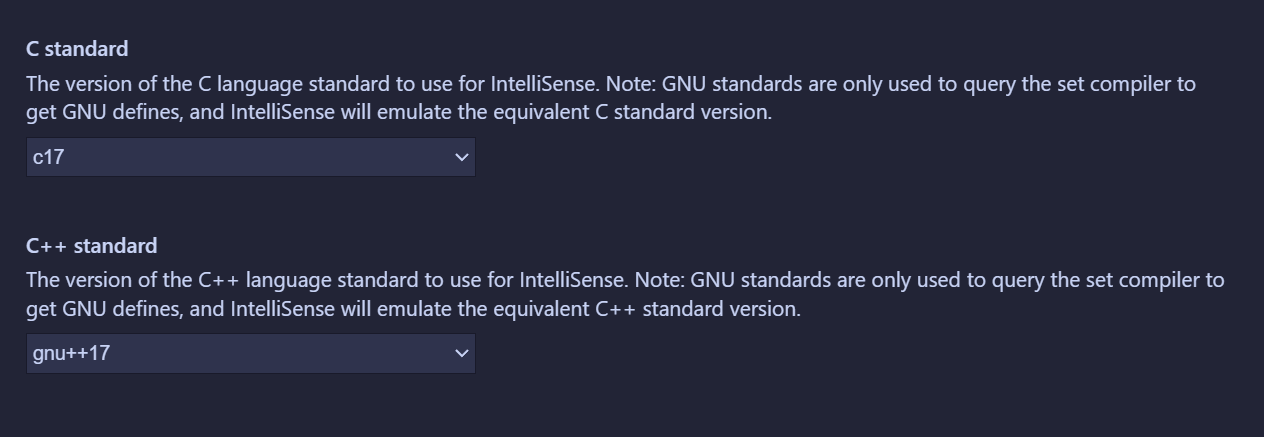 C standard
The version of the C language standard to use for IntelliSense. Note: GNU standards are only used to query the set compiler to
get GNU defines, and IntelliSense will emulate the equivalent C standard version.
c17
C++ standard
The version of the C++ language standard to use for IntelliSense. Note: GNU standards are only used to query the set compiler to
get GNU defines, and IntelliSense will emulate the equivalent C++ standard version.
gnu++17